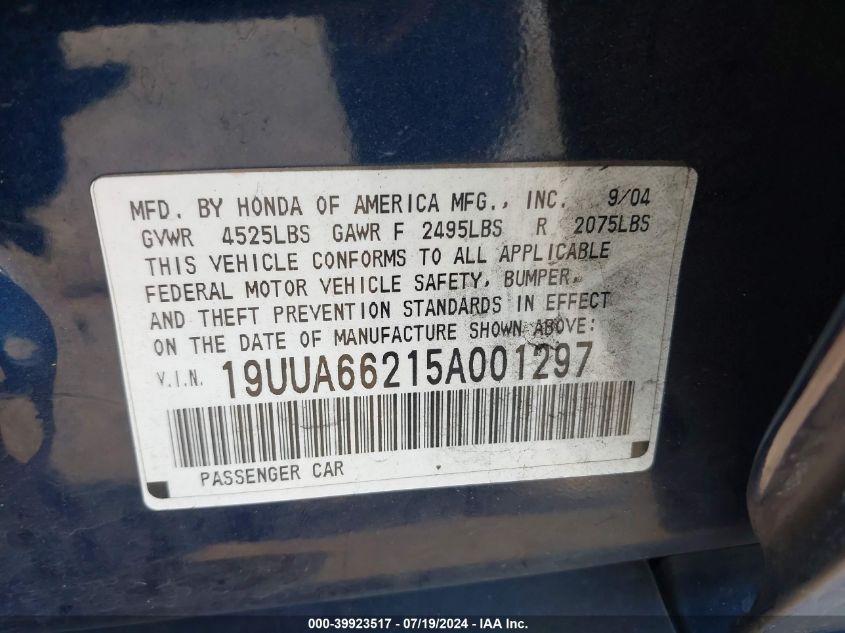 MFD. BY HONDA OF AMERICA MFG., INC. 9/04
GVWR 4525LBS GAWR F 2495LBS R 2075LBS
THIS VEHICLE CONFORMS TO ALL APPLICABLE
FEDERAL MOTOR VEHICLE SAFETY, BUMPER,
AND THEFT PREVENTION STANDARDS IN EFFECT
ON THE DATE OF MANUFACTURE SHOWN ABOVE:
V.I.N. 19UUA66215A001297
PASSENGER CAR
000-39923517 / 07/19/2024 - IAA Inc.